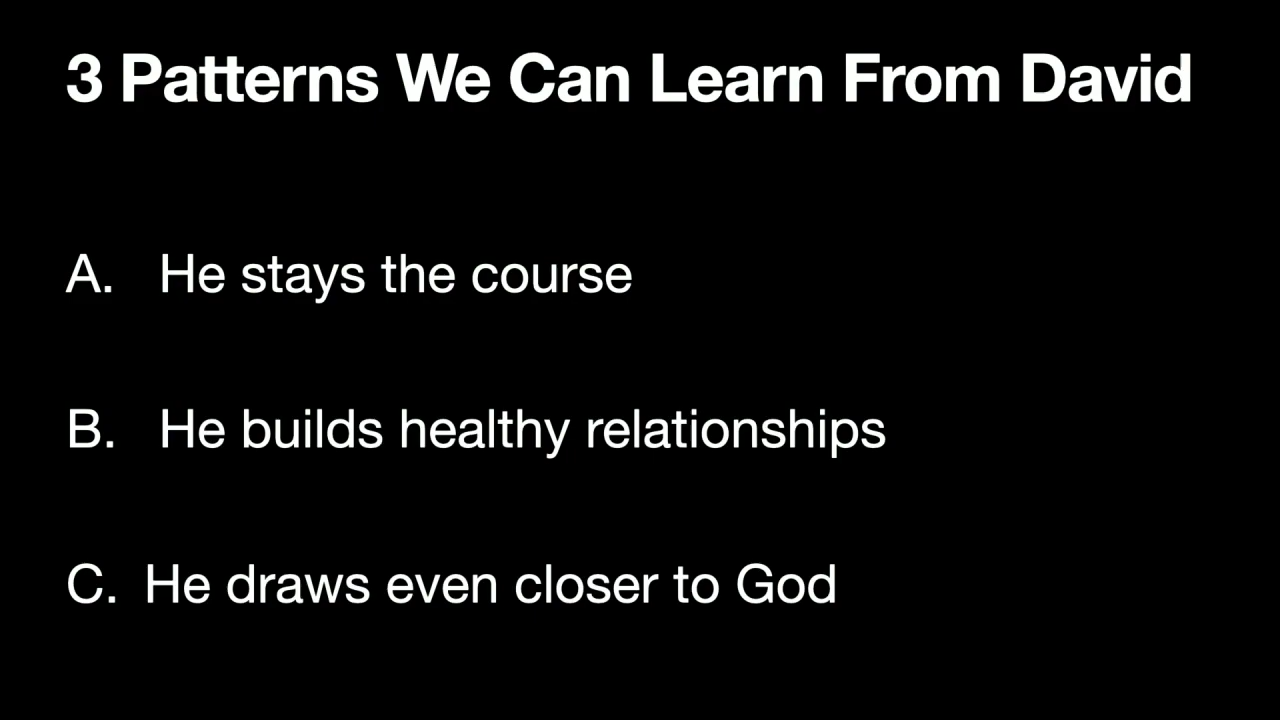 3 Patterns We Can Learn From David
A. He stays the course
B. He builds healthy relationships
C. He draws even closer to God